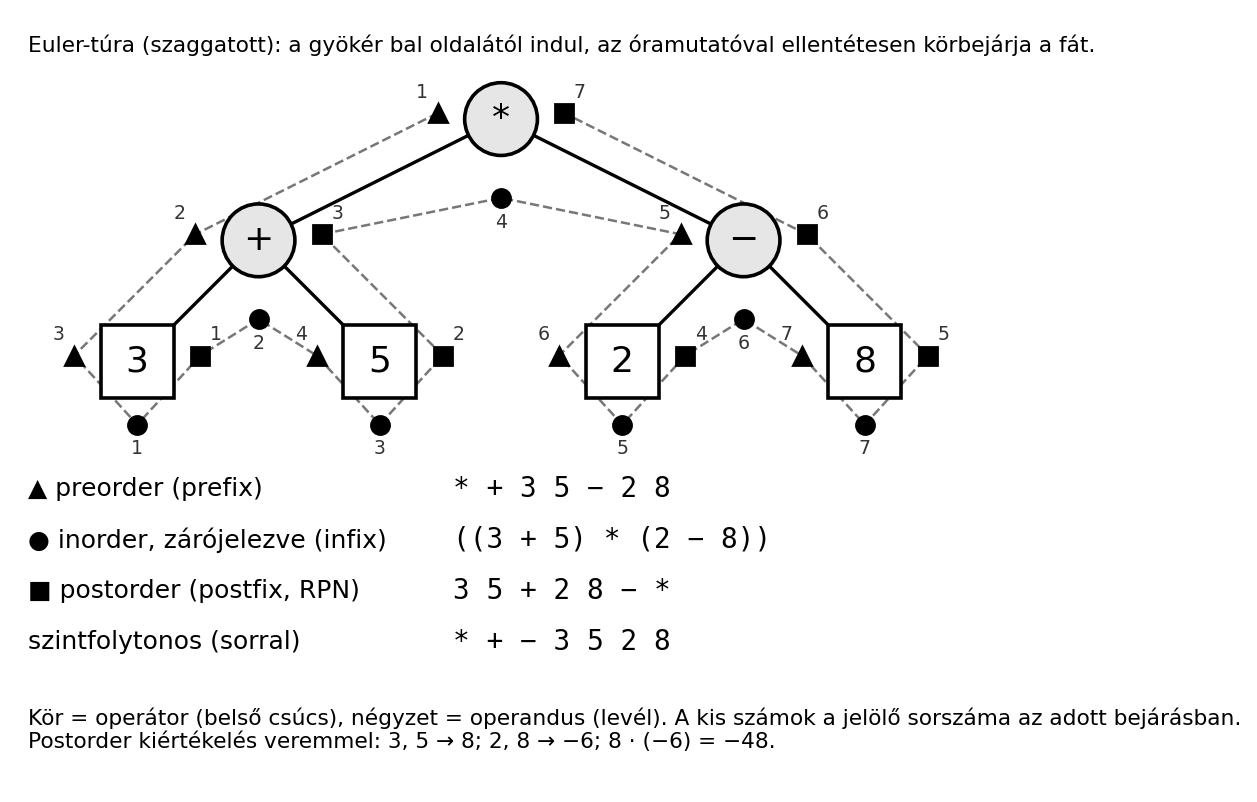 Euler-túra (szaggatott): a gyökér bal oldalától indul, az óramutatóval ellentétesen körbejárja a fát.
1 * 7
2 + 3 4 5 − 6
3 3 1 2 4 5 2 6 2 4 6 7 8 5
1 3 5 7
▲ preorder (prefix) * + 3 5 − 2 8
● inorder, zárójelezve (infix) ((3 + 5) * (2 − 8))
■ postorder (postfix, RPN) 3 5 + 2 8 − *
szintfolytonos (sorral) * + − 3 5 2 8
Kör = operátor (belső csúcs), négyzet = operandus (levél). A kis számok a jelölő sorszáma az adott bejárásban.
Postorder kiértékelés veremmel: 3, 5 → 8; 2, 8 → −6; 8 · (−6) = −48.